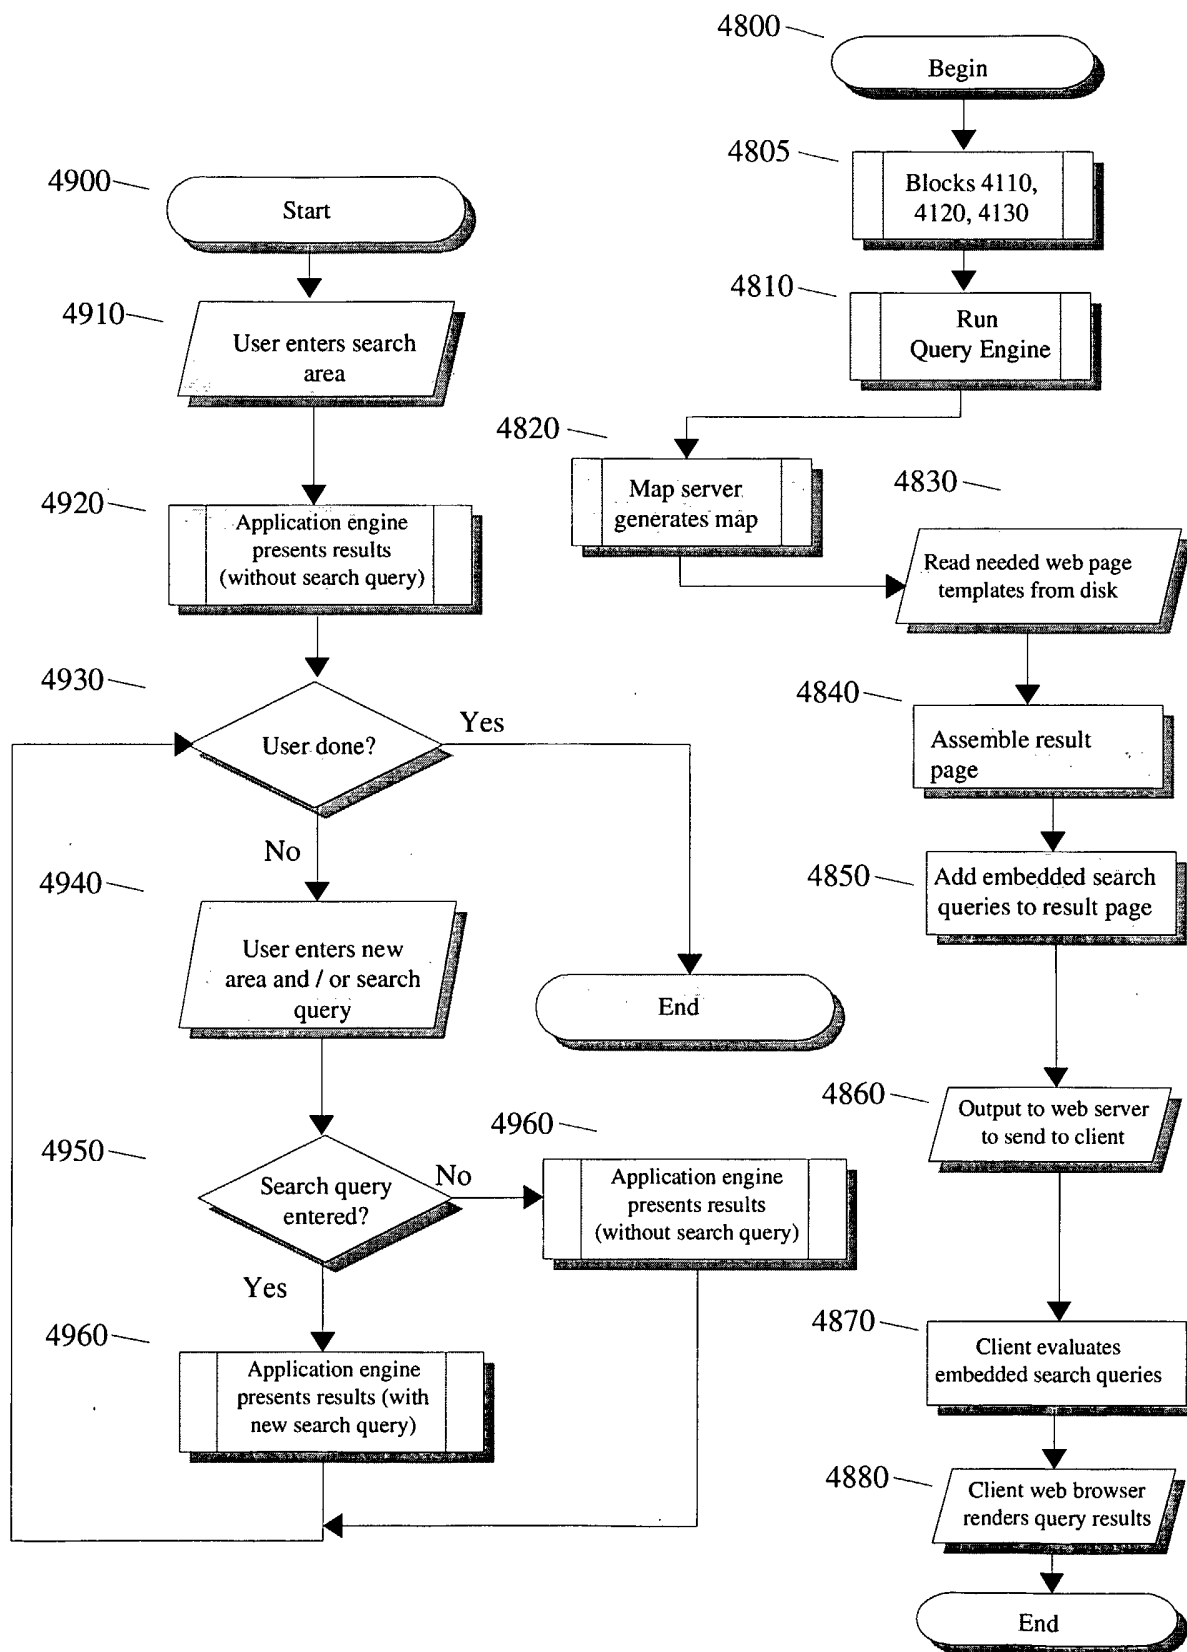 4900
Start
4910
User enters search
area
4920
Application engine
presents results
(without search query)
4930
User done?
Yes
No
4940
User enters new
area and / or search
query
End
4950
Search query
entered?
No
4960
Application engine
presents results
(without search query)
Yes
4960
Application engine
presents results (with
new search query)
4800
Begin
4805
Blocks 4110,
4120, 4130
4810
Run
Query Engine
4820
Map server
generates map
4830
Read needed web page
templates from disk
4840
Assemble result
page
4850
Add embedded search
queries to result page
4860
Output to web server
to send to client
4870
Client evaluates
embedded search queries
4880
Client web browser
renders query results
End